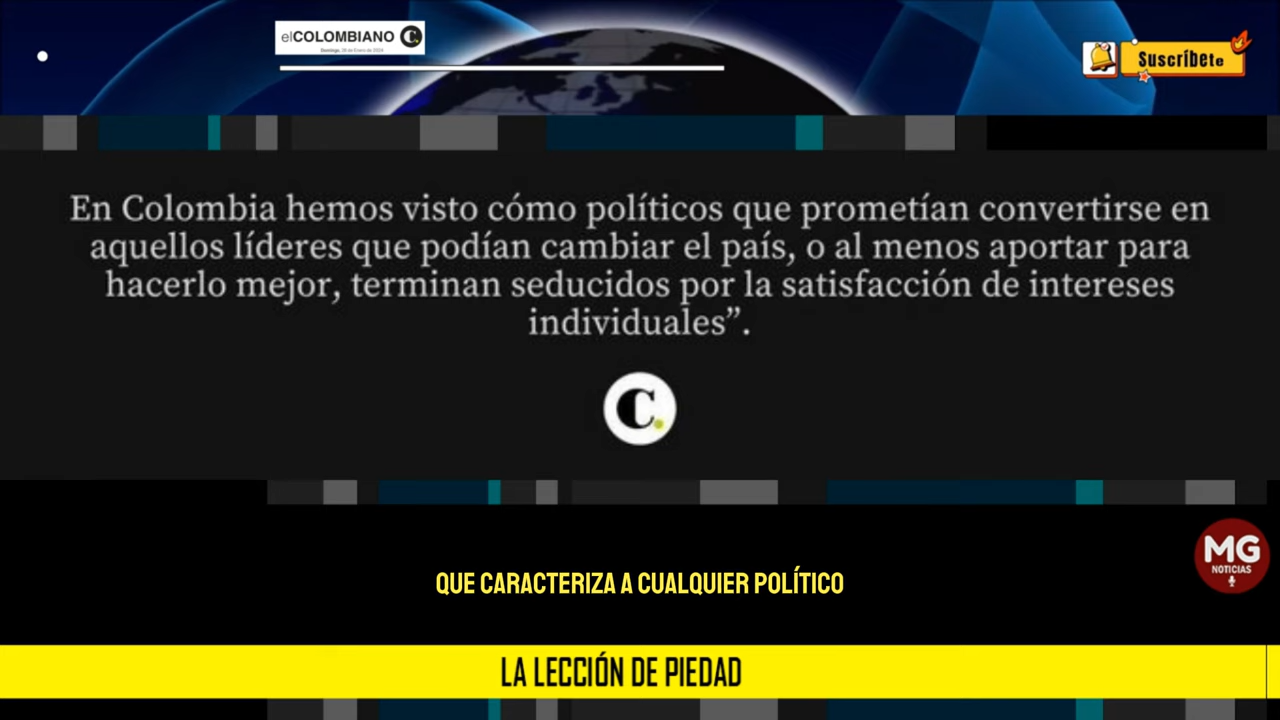 elCOLOMBIANO C.
Suscríbete
En Colombia hemos visto cómo políticos que prometían convertirse en
aquellos líderes que podían cambiar el país, o al menos aportar para
hacerlo mejor, terminan seducidos por la satisfacción de intereses
individuales”.
C.
MG
NOTICIAS
QUE CARACTERIZA A CUALQUIER POLÍTICO
LA LECCIÓN DE PIEDAD